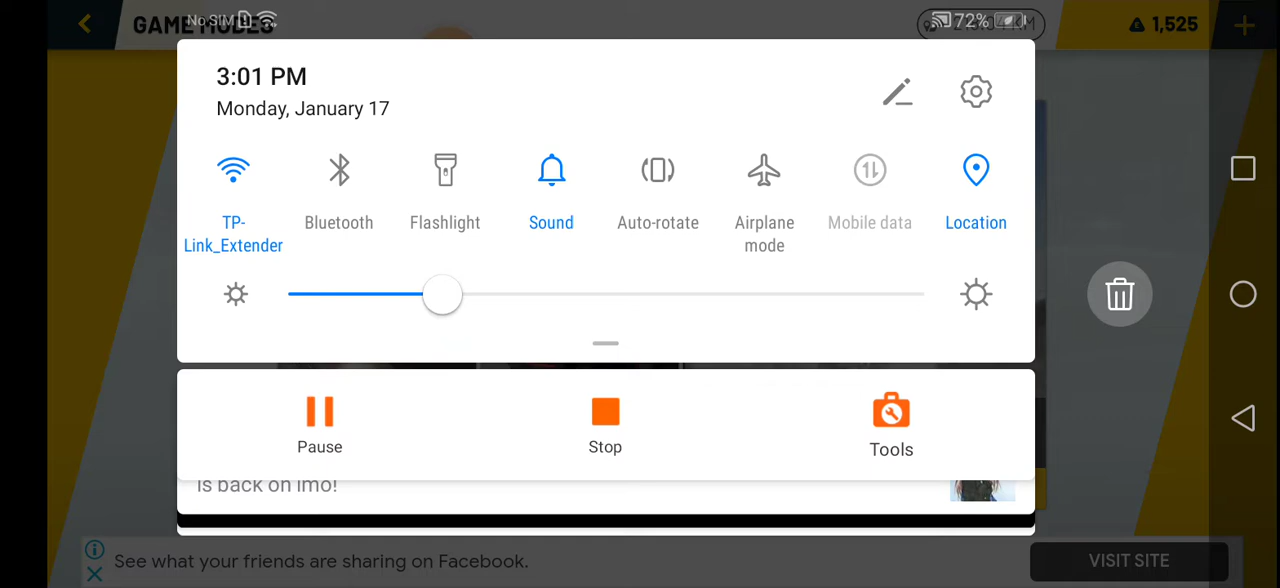 No SIM
72%
GAME MODES
1,525
3:01 PM
Monday, January 17
TP-
Link_Extender
Bluetooth
Flashlight
Sound
Auto-rotate
Airplane
mode
Mobile data
Location
Pause
Stop
Tools
is back on imo!
See what your friends are sharing on Facebook.
VISIT SITE